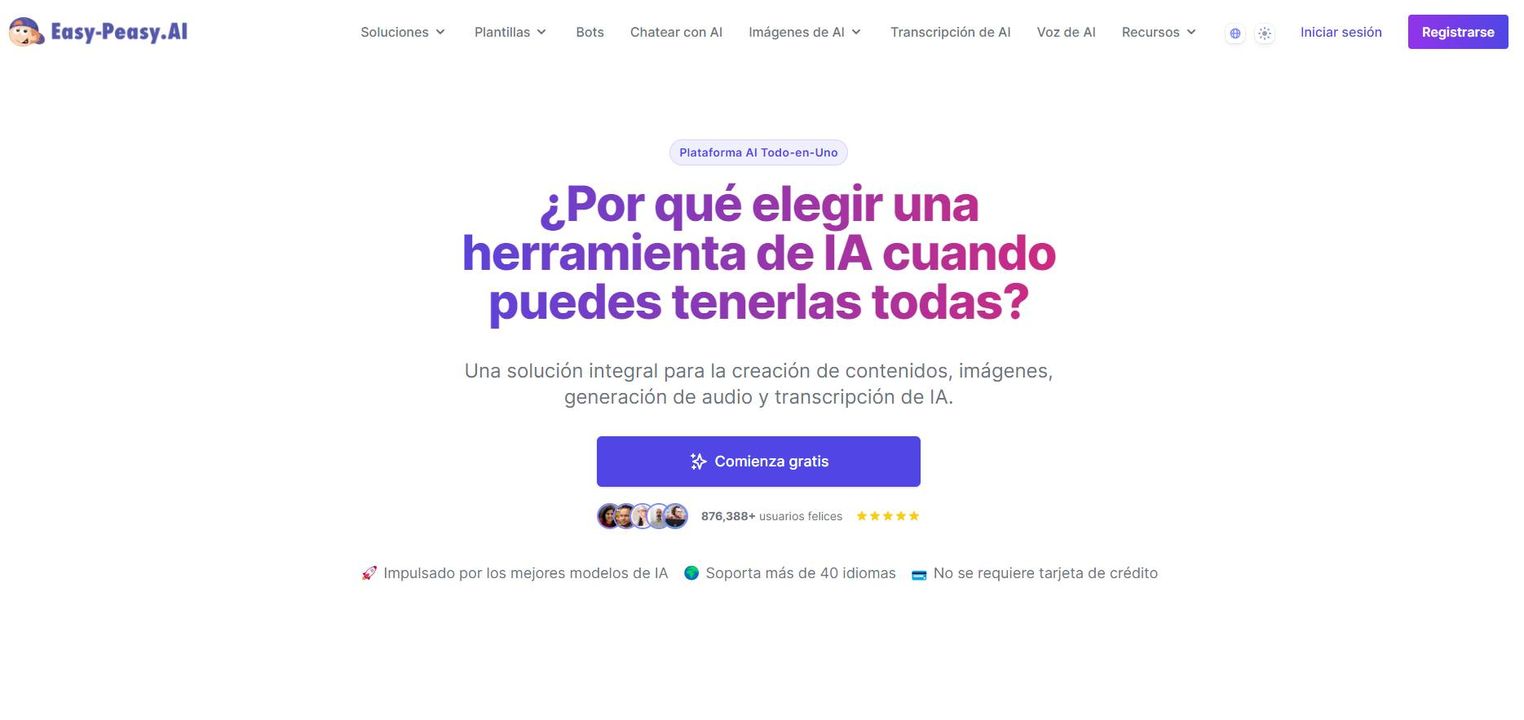 Easy-Peasy.AI
Soluciones
Plantillas
Bots
Chatear con AI
Imágenes de AI
Transcripción de AI
Voz de AI
Recursos
Iniciar sesión
Registrarse
Plataforma AI Todo-en-Uno
¿Por qué elegir una
herramienta de IA cuando
puedes tenerlas todas?
Una solución integral para la creación de contenidos, imágenes,
generación de audio y transcripción de IA.
Comienza gratis
876,388+ usuarios felices
Impulsado por los mejores modelos de IA
Soporta más de 40 idiomas
No se requiere tarjeta de crédito